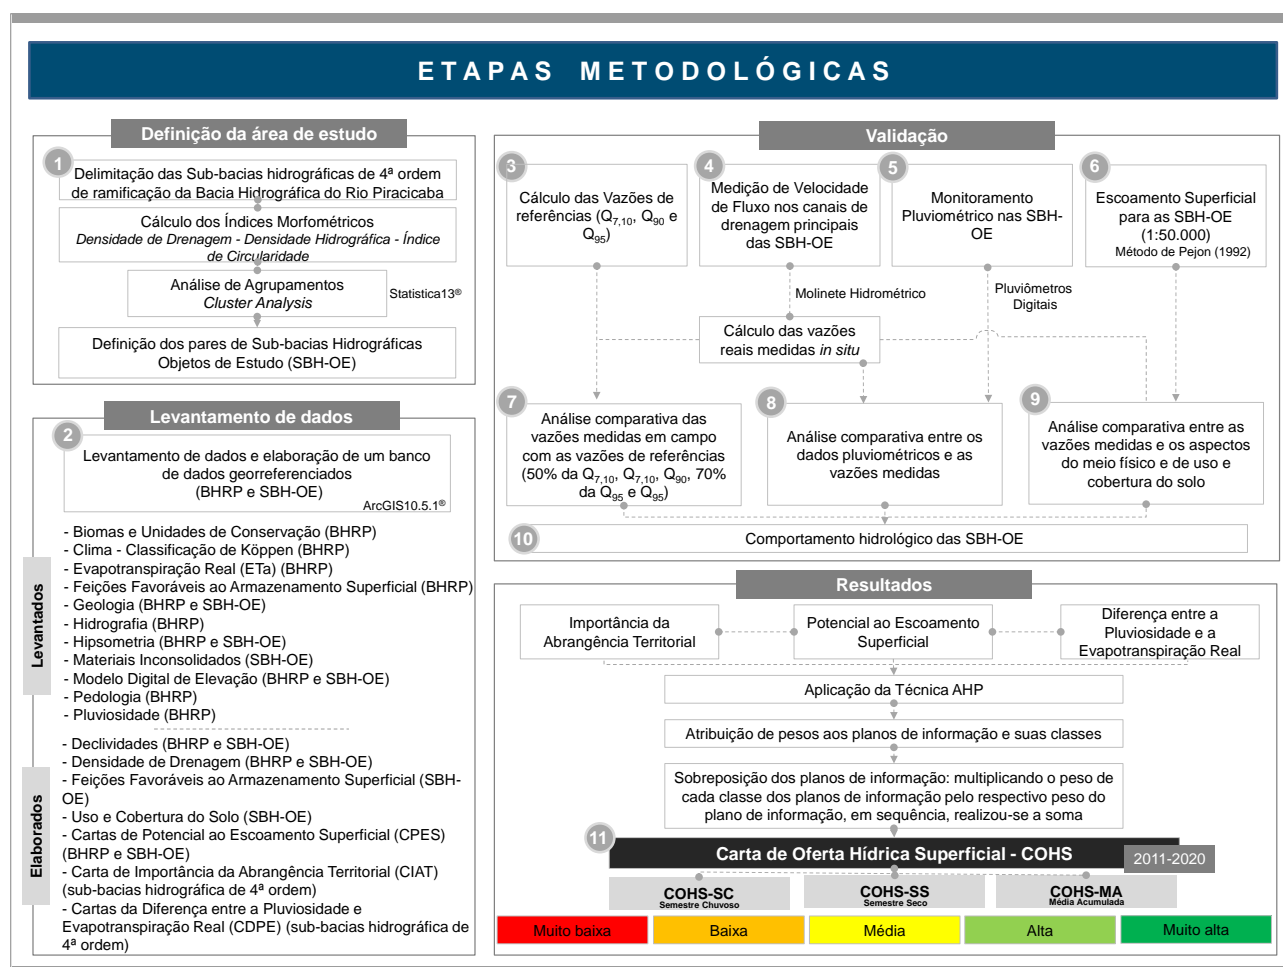 ETAPAS METODOLÓGICAS
Definição da área de estudo
1
Delimitação das Sub-bacias hidrográficas de 4ª ordem
de ramificação da Bacia Hidrográfica do Rio Piracicaba
Cálculo dos Índices Morfométricos
Densidade de Drenagem - Densidade Hidrográfica - Índice
de Circularidade
Análise de Agrupamentos
Cluster Analysis
Statistica13®
Definição dos pares de Sub-bacias Hidrográficas
Objetos de Estudo (SBH-OE)
Levantamento de dados
2
Levantamento de dados e elaboração de um banco
de dados georreferenciados
(BHRP e SBH-OE)
ArcGIS10.5.1®
Levantados
- Biomas e Unidades de Conservação (BHRP)
- Clima - Classificação de Köppen (BHRP)
- Evapotranspiração Real (ETa) (BHRP)
- Feições Favoráveis ao Armazenamento Superficial (BHRP)
- Geologia (BHRP e SBH-OE)
- Hidrografia (BHRP)
- Hipsometria (BHRP e SBH-OE)
- Materiais Inconsolidados (SBH-OE)
- Modelo Digital de Elevação (BHRP e SBH-OE)
- Pedologia (BHRP)
- Pluviosidade (BHRP)
Elaborados
- Declividades (BHRP e SBH-OE)
- Densidade de Drenagem (BHRP e SBH-OE)
- Feições Favoráveis ao Armazenamento Superficial (SBH-
OE)
- Uso e Cobertura do Solo (SBH-OE)
- Cartas de Potencial ao Escoamento Superficial (CPES)
(BHRP e SBH-OE)
- Carta de Importância da Abrangência Territorial (CIAT)
(sub-bacias hidrográfica de 4ª ordem)
- Cartas da Diferença entre a Pluviosidade e
Evapotranspiração Real (CDPE) (sub-bacias hidrográfica de
4ª ordem)
Validação
3
Cálculo das Vazões de
referências (Q7,10, Q90 e
Q95)
4
Medição de Velocidade
de Fluxo nos canais de
drenagem principais
das SBH-OE
5
Monitoramento
Pluviométrico nas SBH-
OE
6
Escoamento Superficial
para as SBH-OE
(1:50.000)
Método de Pejon (1992)
Molinete Hidrométrico
Pluviômetros
Digitais
Cálculo das vazões
reais medidas in situ
7
Análise comparativa das
vazões medidas em campo
com as vazões de referências
(50% da Q7,10, Q7,10, Q90, 70%
da Q95 e Q95)
8
Análise comparativa entre os
dados pluviométricos e as
vazões medidas
9
Análise comparativa entre as
vazões medidas e os aspectos
do meio físico e de uso e
cobertura do solo
10
Comportamento hidrológico das SBH-OE
Resultados
Importância da
Abrangência Territorial
Potencial ao Escoamento
Superficial
Diferença entre a
Pluviosidade e a
Evapotranspiração Real
Aplicação da Técnica AHP
Atribuição de pesos aos planos de informação e suas classes
Sobreposição dos planos de informação: multiplicando o peso de
cada classe dos planos de informação pelo respectivo peso do
plano de informação, em sequência, realizou-se a soma
11
Carta de Oferta Hídrica Superficial - COHS
2011-2020
COHS-SC
Semestre Chuvoso
COHS-SS
Semestre Seco
COHS-MA
Média Acumulada
Muito baixa
Baixa
Média
Alta
Muito alta